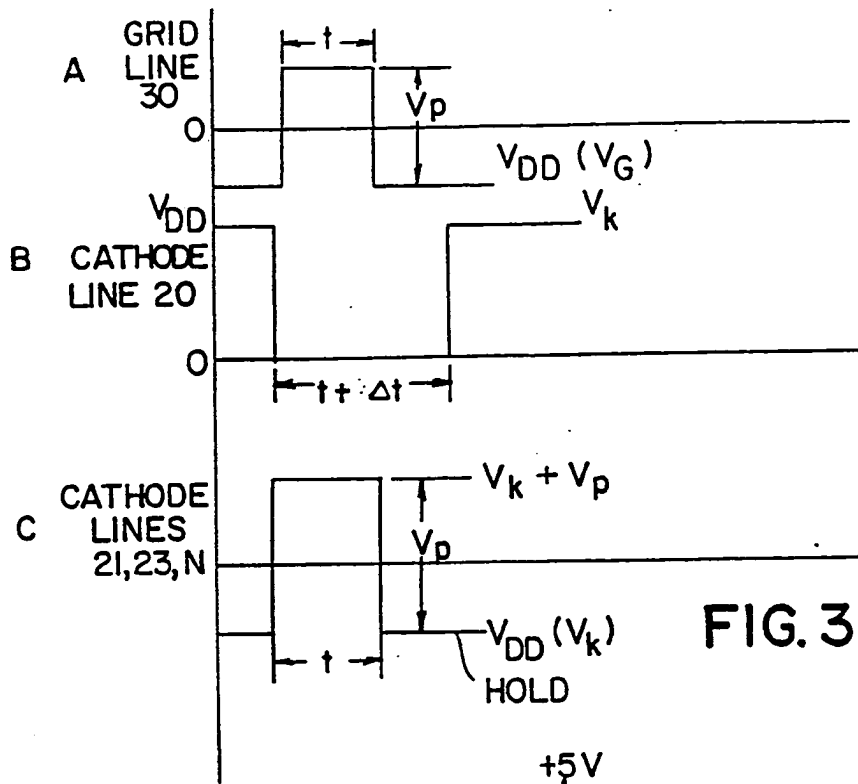 GRID
LINE
30
A
t
Vp
0
VDD (VG)
VDD
Vk
B
CATHODE
LINE 20
0
t + Δt
CATHODE
LINES
21, 23, N
C
Vk + Vp
Vp
t
VDD (Vk)
HOLD
FIG. 3
+5V